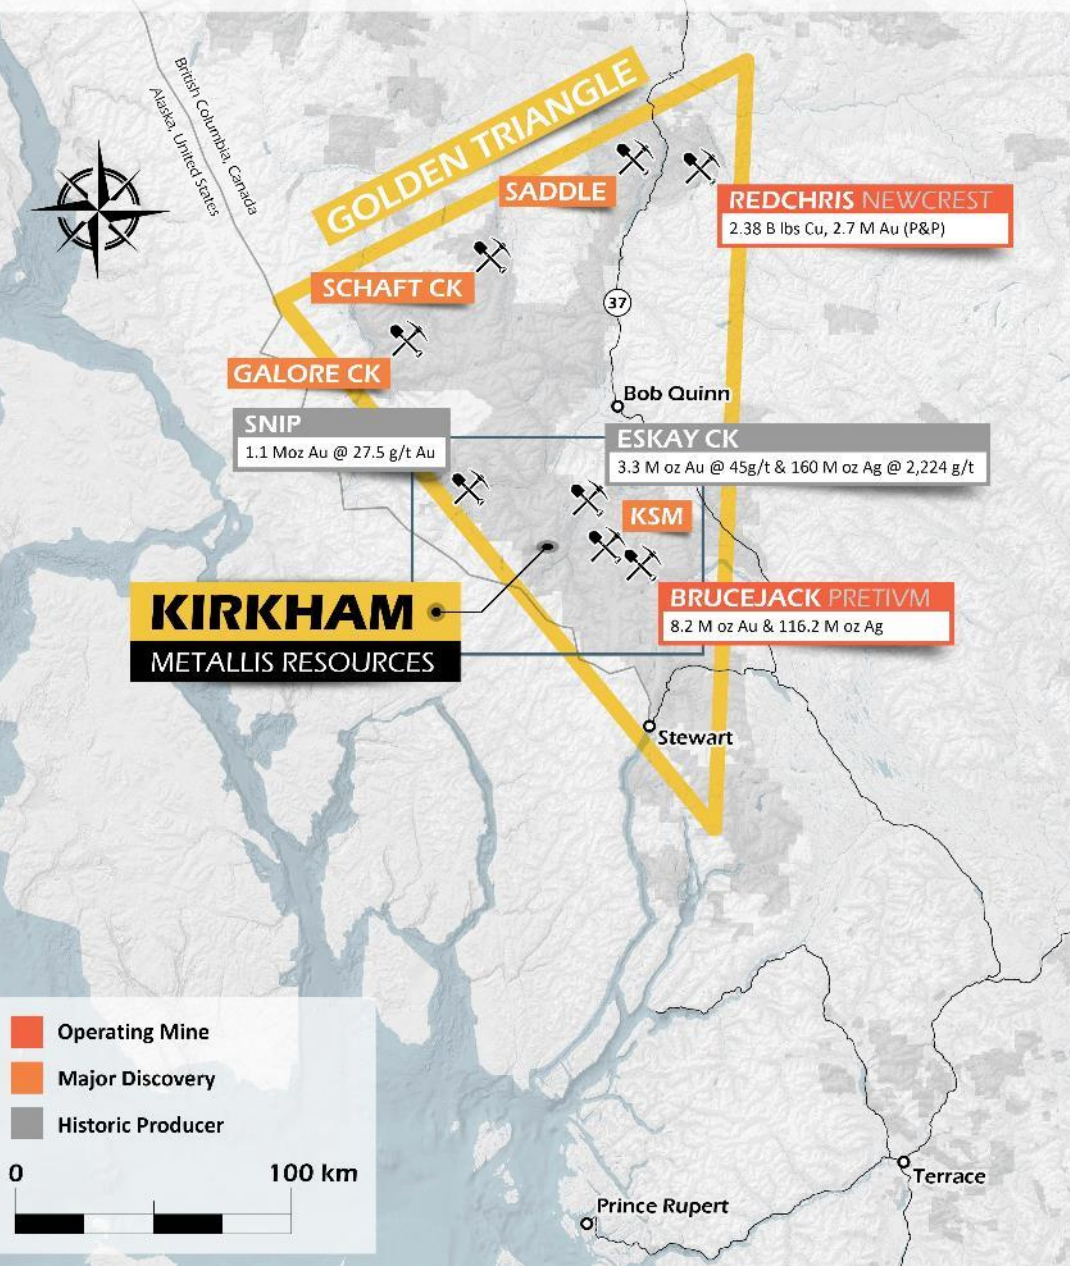 British Columbia, Canada
Alaska, United States
GOLDEN TRIANGLE
SADDLE
REDCHRIS NEWCREST
2.38 B lbs Cu, 2.7 M Au (P&P)
SCHAFT CK
37
GALORE CK
Bob Quinn
SNIP
1.1 Moz Au @ 27.5 g/t Au
ESKAY CK
3.3 M oz Au @ 45g/t & 160 M oz Ag @ 2,224 g/t
KSM
KIRKHAM
METALLIS RESOURCES
BRUCEJACK PRETIVM
8.2 M oz Au & 116.2 M oz Ag
Stewart
Operating Mine
Major Discovery
Historic Producer
0 100 km
Terrace
Prince Rupert